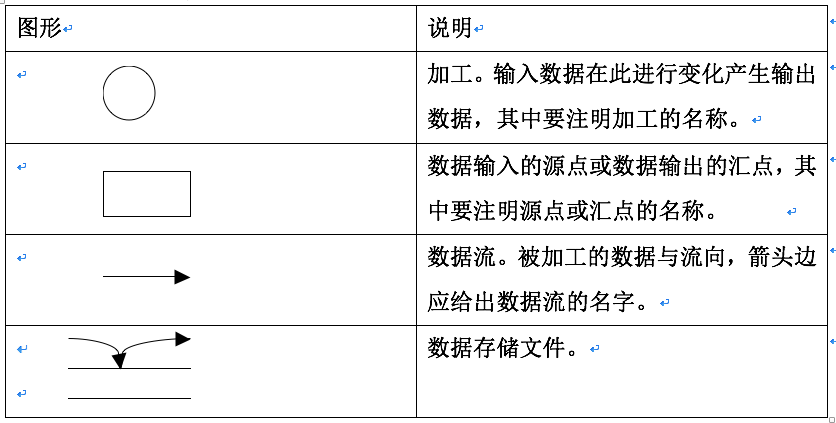 图形
说明
加工。输入数据在此进行变化产生输出
数据，其中要注明加工的名称。
数据输入的源点或数据输出的汇点，其
中要注明源点或汇点的名称。
数据流。被加工的数据与流向，箭头边
应给出数据流的名字。
数据存储文件。